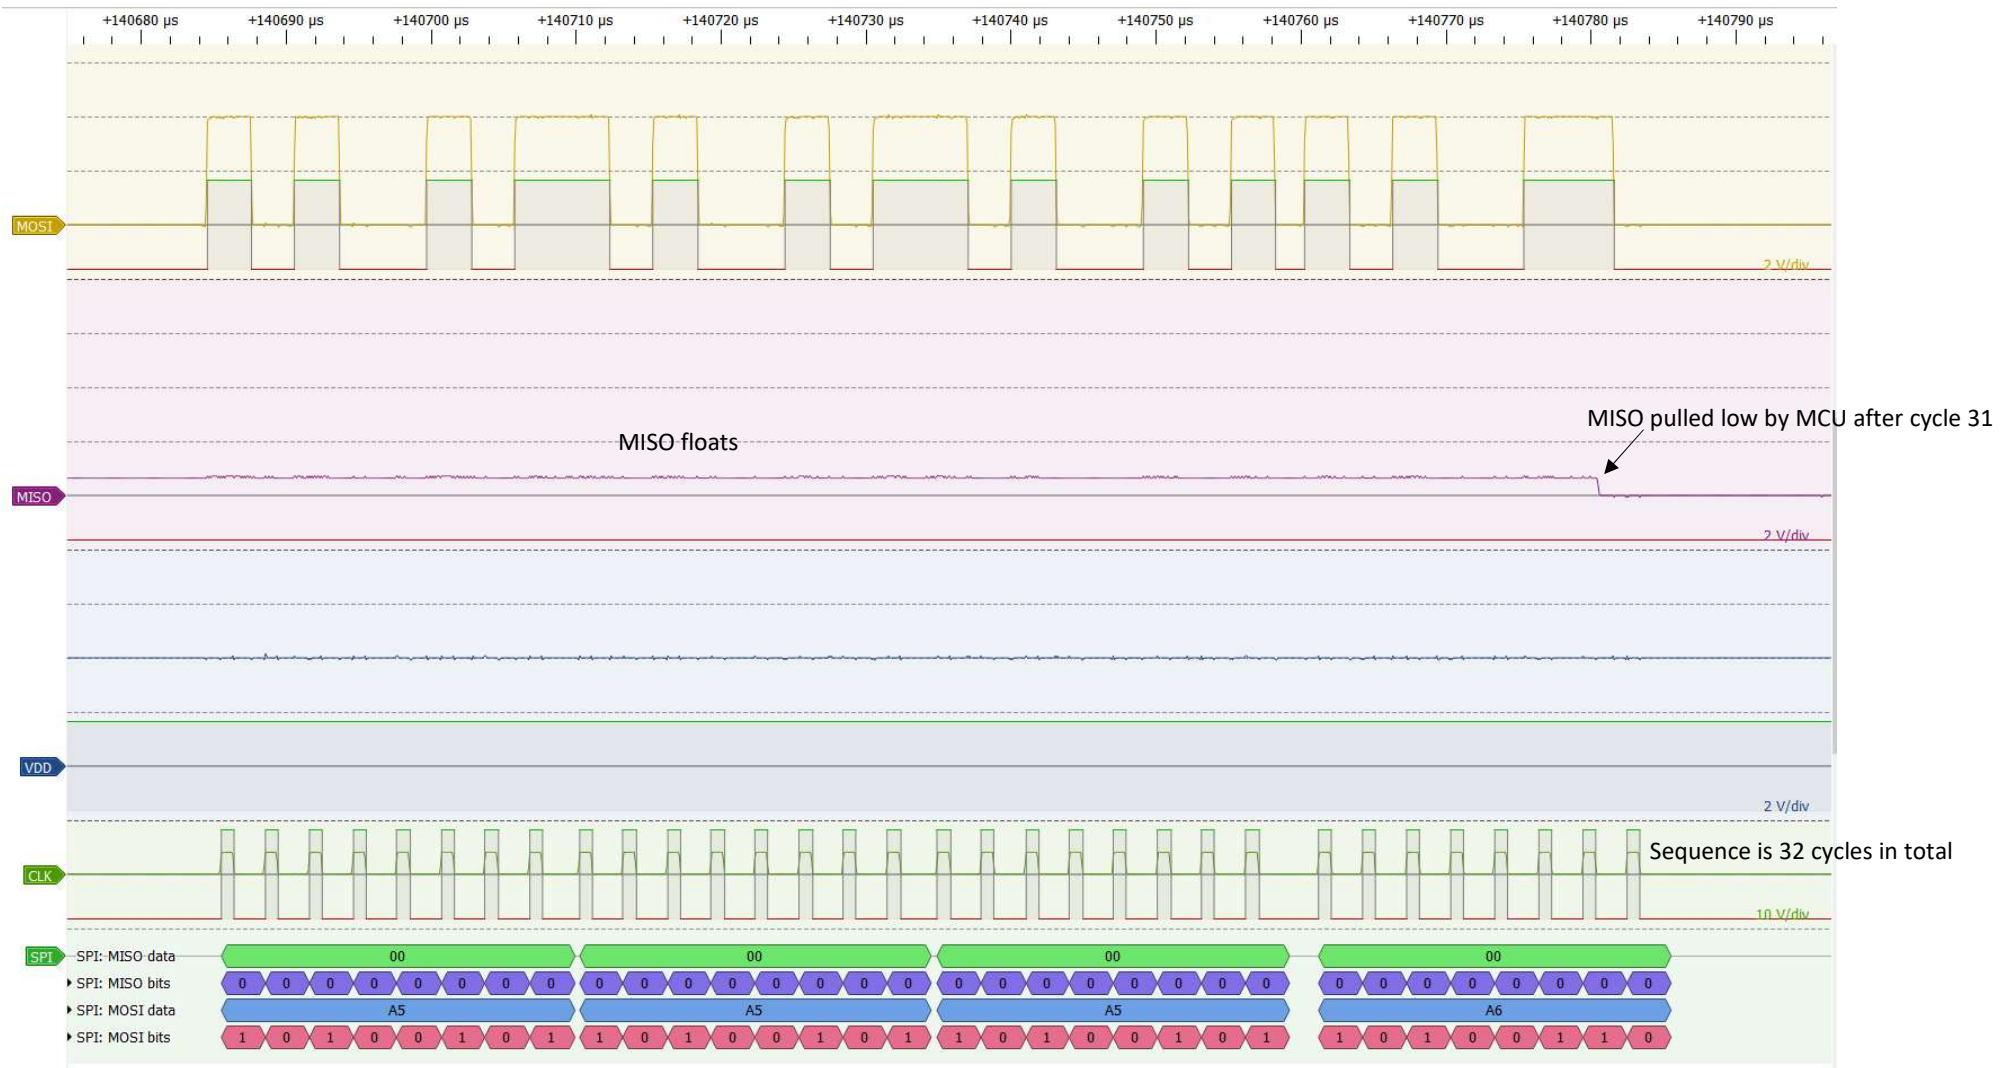 +140680 µs +140690 µs +140700 µs +140710 µs +140720 µs +140730 µs +140740 µs +140750 µs +140760 µs +140770 µs +140780 µs +140790 µs
MOSI
2 V/div
MISO pulled low by MCU after cycle 31
MISO floats
MISO
2 V/div
VDD
2 V/div
Sequence is 32 cycles in total
CLK
10 V/div
SPI SPI: MISO data 00 00 00 00
SPI: MISO bits 0 0 0 0 0 0 0 0 0 0 0 0 0 0 0 0 0 0 0 0 0 0 0 0 0 0 0 0 0 0 0 0
SPI: MOSI data A5 A5 A5 A6
SPI: MOSI bits 1 0 1 0 0 1 0 1 1 0 1 0 0 1 0 1 1 0 1 0 0 1 0 1 1 0 1 0 0 1 1 0